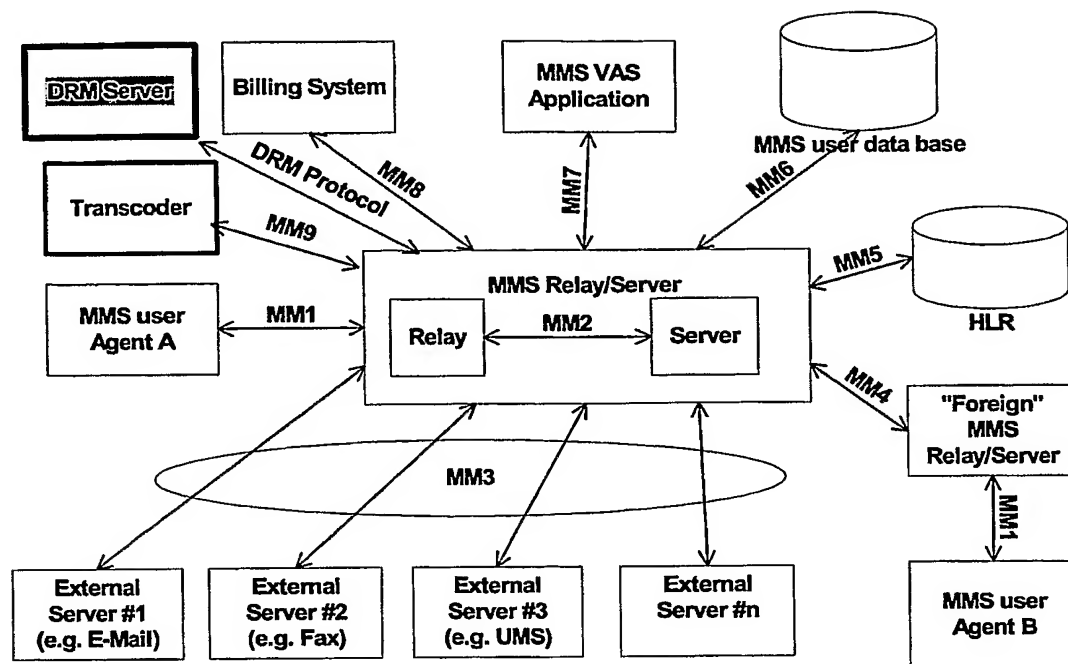 DRM Server
Billing System
MMS VAS
Application
MMS user data base
DRM Protocol
MM8
MM7
MM6
Transcoder
MM9
MM5
HLR
MMS Relay/Server
MMS user
Agent A
MM1
Relay
MM2
Server
MM4
"Foreign"
MMS
Relay/Server
MM3
MM1
External
Server #1
(e.g. E-Mail)
External
Server #2
(e.g. Fax)
External
Server #3
(e.g. UMS)
External
Server #n
MMS user
Agent B